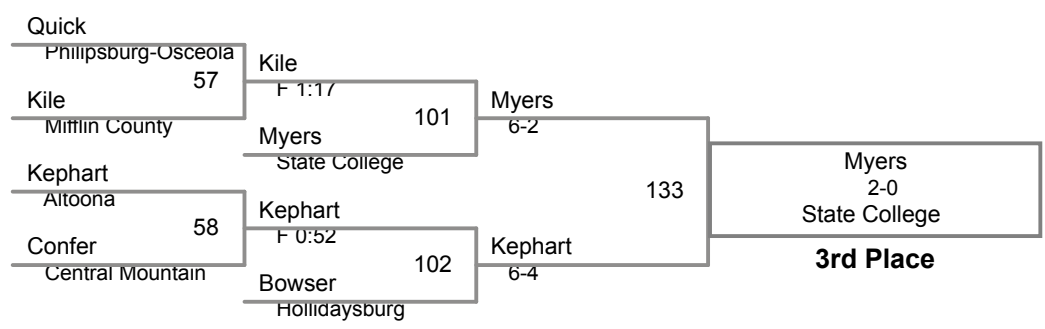 Quick
Philipsburg-Osceola
57
Kile
Mifflin County
Kile
F 1:17
101
Myers
State College
Myers
6-2
Kephart
Altoona
58
Confer
Central Mountain
Kephart
F 0:52
102
Bowser
Hollidaysburg
Kephart
6-4
133
Myers
2-0
State College
3rd Place